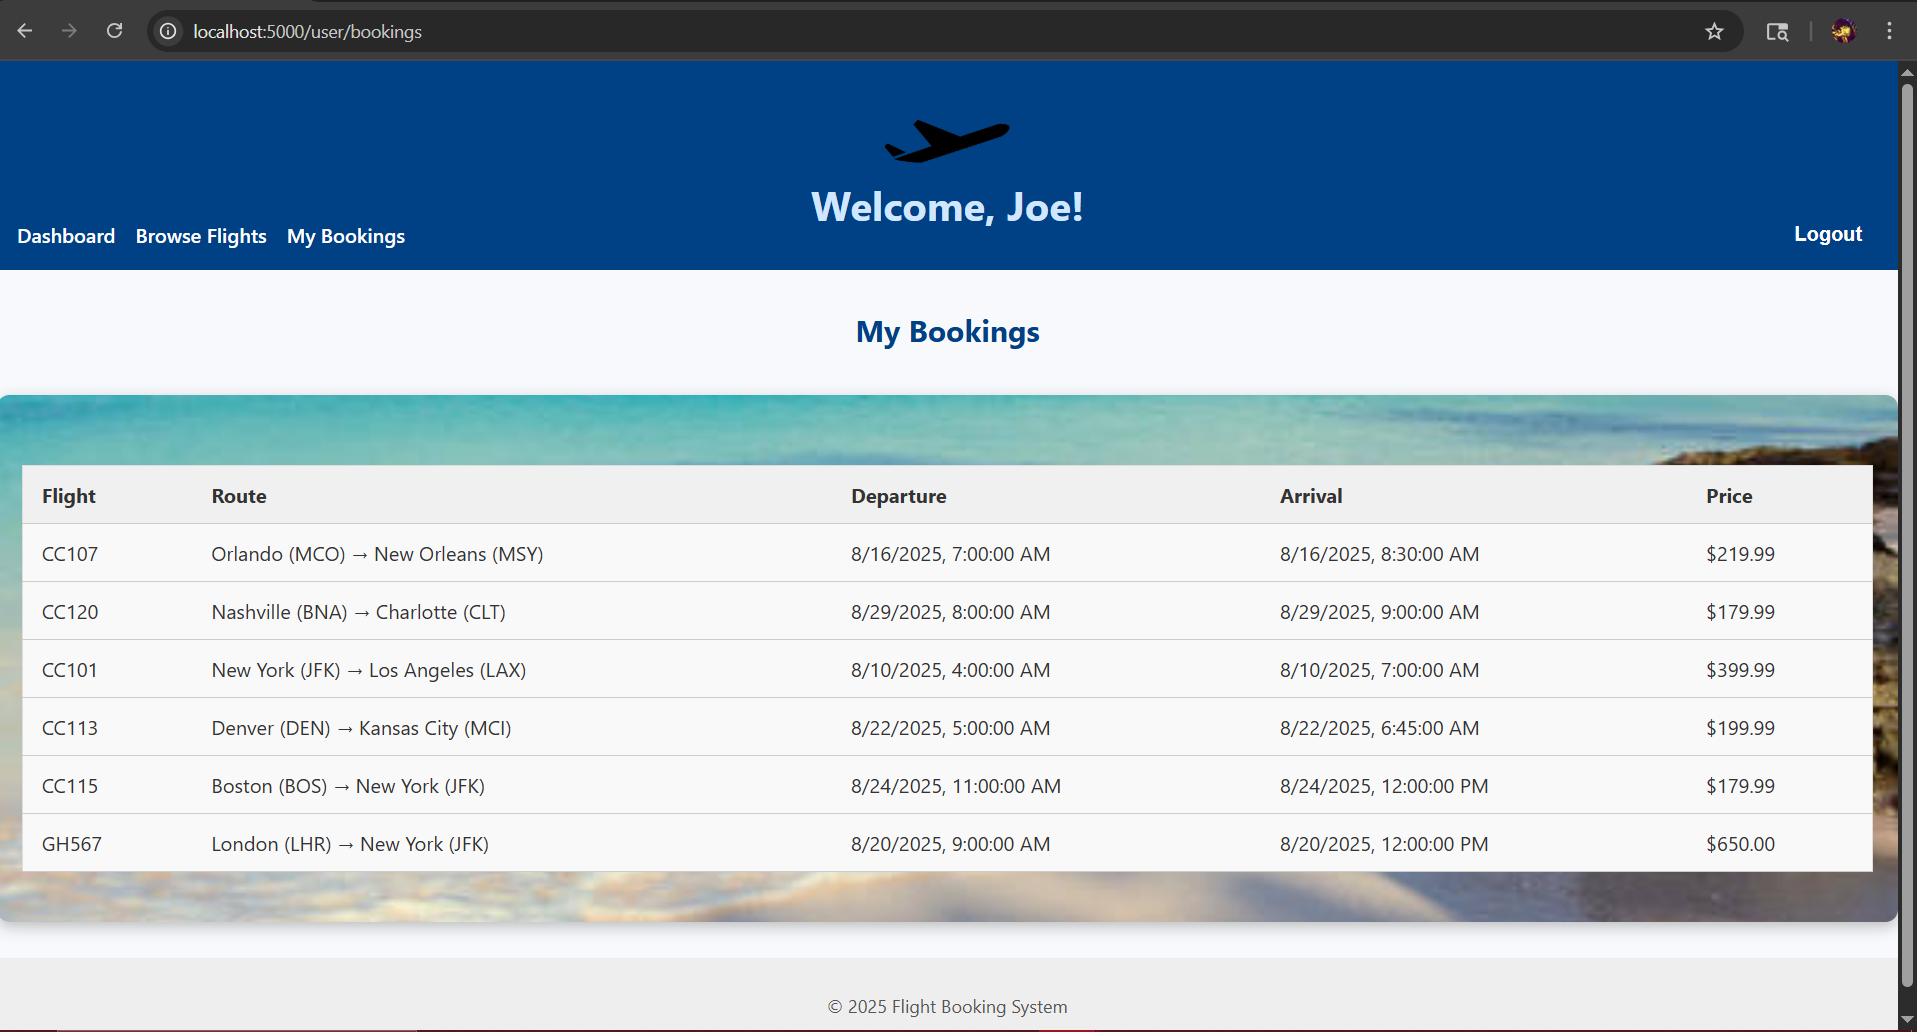 localhost:5000/user/bookings
Welcome, Joe!
Dashboard Browse Flights My Bookings Logout
My Bookings
Flight Route Departure Arrival Price
CC107 Orlando (MCO) → New Orleans (MSY) 8/16/2025, 7:00:00 AM 8/16/2025, 8:30:00 AM $219.99
CC120 Nashville (BNA) → Charlotte (CLT) 8/29/2025, 8:00:00 AM 8/29/2025, 9:00:00 AM $179.99
CC101 New York (JFK) → Los Angeles (LAX) 8/10/2025, 4:00:00 AM 8/10/2025, 7:00:00 AM $399.99
CC113 Denver (DEN) → Kansas City (MCI) 8/22/2025, 5:00:00 AM 8/22/2025, 6:45:00 AM $199.99
CC115 Boston (BOS) → New York (JFK) 8/24/2025, 11:00:00 AM 8/24/2025, 12:00:00 PM $179.99
GH567 London (LHR) → New York (JFK) 8/20/2025, 9:00:00 AM 8/20/2025, 12:00:00 PM $650.00
© 2025 Flight Booking System